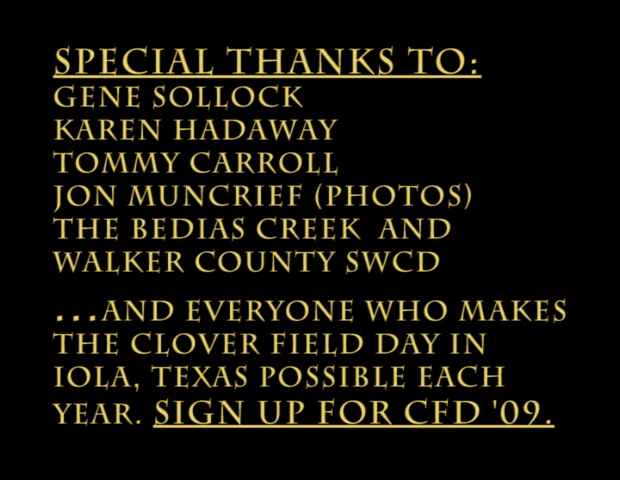 SPECIAL THANKS TO:
GENE SOLLOCK
KAREN HADAWAY
TOMMY CARROLL
JON MUNCRIEF (PHOTOS)
THE BEDIAS CREEK AND
WALKER COUNTY SWCD
...AND EVERYONE WHO MAKES
THE CLOVER FIELD DAY IN
IOLA, TEXAS POSSIBLE EACH
YEAR. SIGN UP FOR CFD '09.